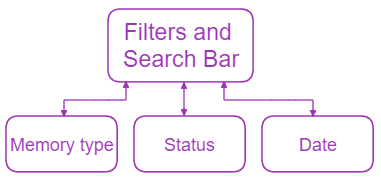 Filters and
Search Bar
Memory type
Status
Date